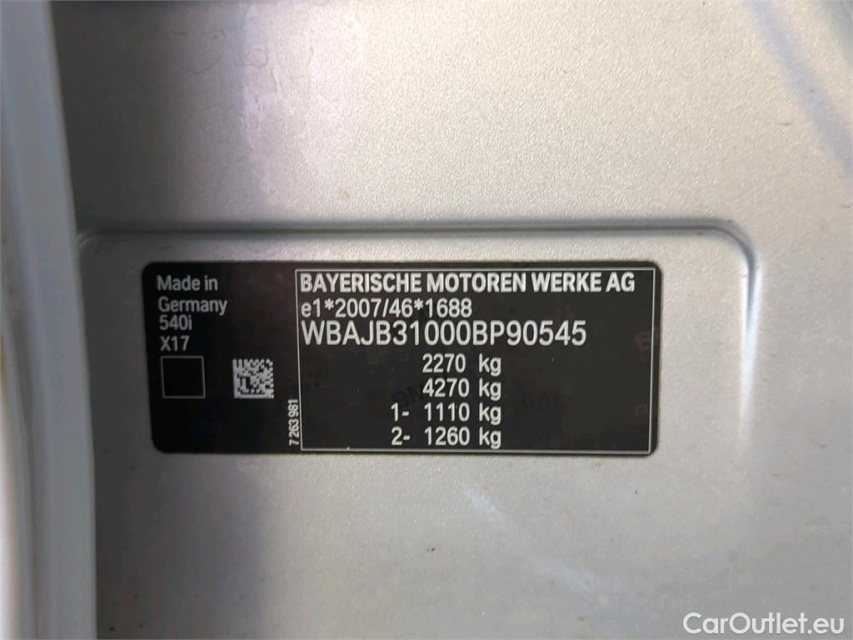 Made in
Germany
540i
X17
7 263 981
BAYERISCHE MOTOREN WERKE AG
e1*2007/46*1688
WBAJB31000BP90545
2270 kg
4270 kg
1- 1110 kg
2- 1260 kg
CarOutlet.eu